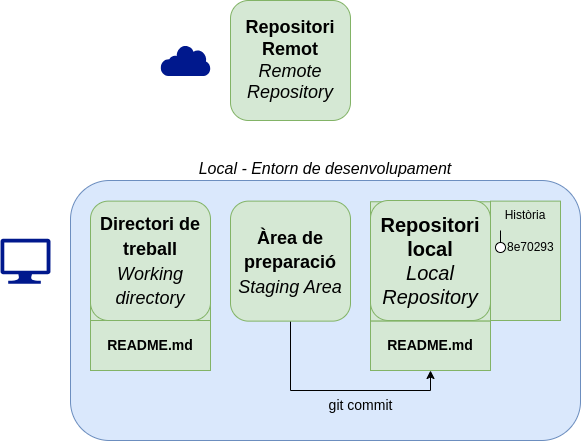 Repositori
Remot
Remote
Repository
Local - Entorn de desenvolupament
Directori de
treball
Working
directory
README.md
Àrea de
preparació
Staging Area
Repositori
local
Local
Repository
README.md
Història
8e70293
git commit